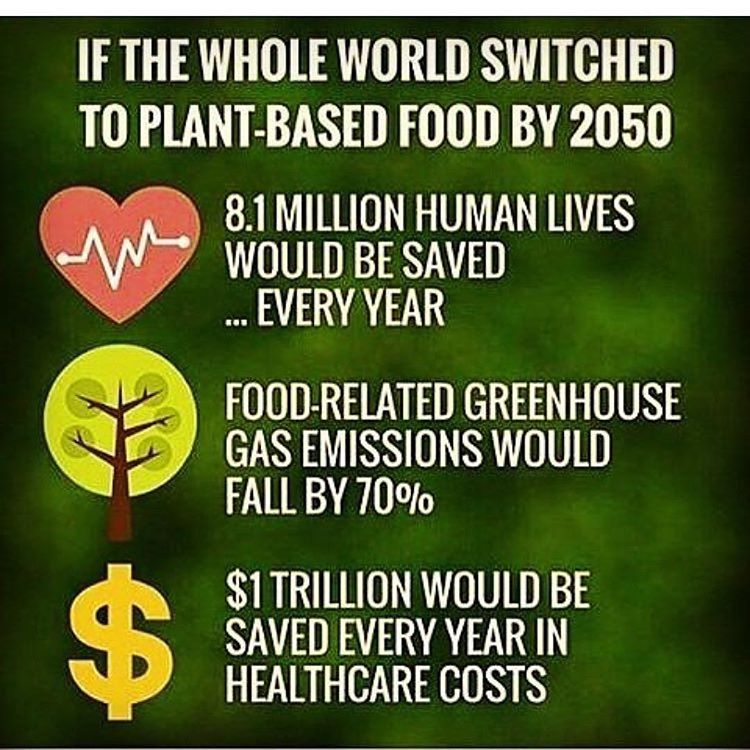 IF THE WHOLE WORLD SWITCHED
TO PLANT-BASED FOOD BY 2050
8.1 MILLION HUMAN LIVES
WOULD BE SAVED
... EVERY YEAR
FOOD-RELATED GREENHOUSE
GAS EMISSIONS WOULD
FALL BY 70%
$1 TRILLION WOULD BE
SAVED EVERY YEAR IN
HEALTHCARE COSTS